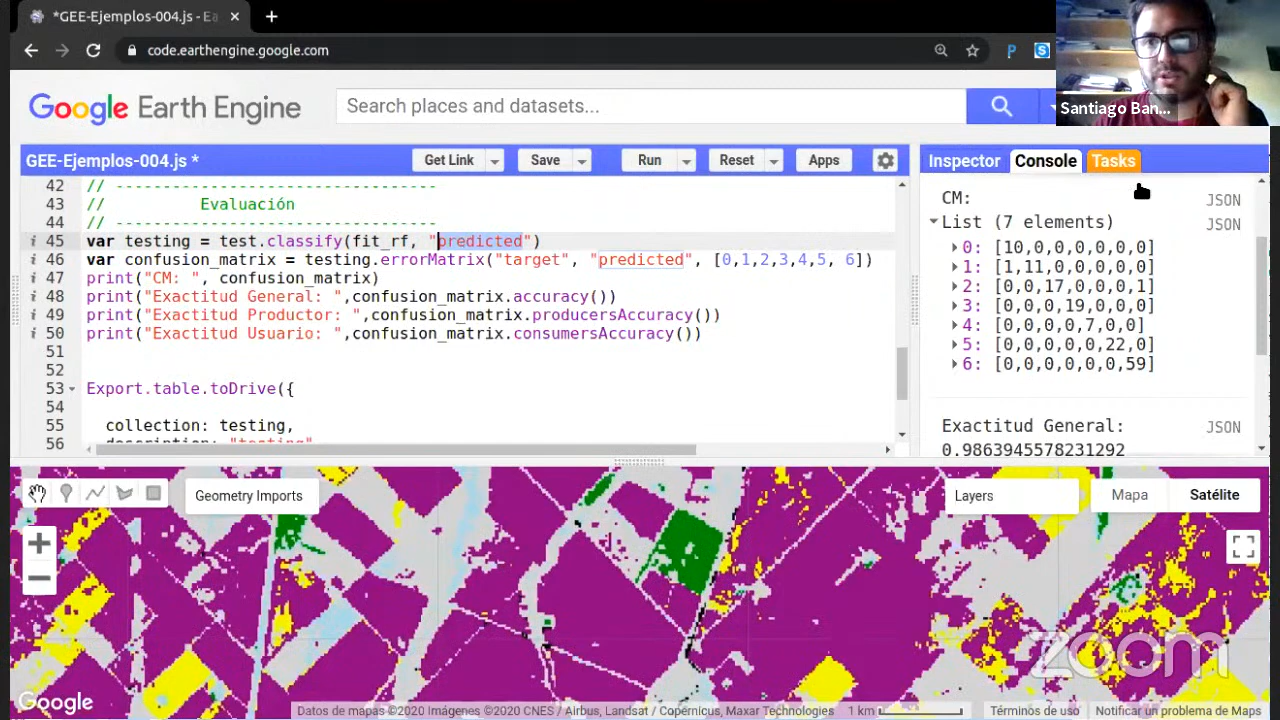 *GEE-Ejemplos-004.js - Ea
code.earthengine.google.com
Santiago Ban...
Google Earth Engine
Search places and datasets...
GEE-Ejemplos-004.js *
Get Link
Save
Run
Reset
Apps
Inspector
Console
Tasks
42 // ----------------------------------
43 // Evaluación
44 // ----------------------------------
45 var testing = test.classify(fit_rf, "predicted")
46 var confusion_matrix = testing.errorMatrix("target", "predicted", [0,1,2,3,4,5, 6])
47 print("CM: ", confusion_matrix)
48 print("Exactitud General: ",confusion_matrix.accuracy())
49 print("Exactitud Productor: ",confusion_matrix.producersAccuracy())
50 print("Exactitud Usuario: ",confusion_matrix.consumersAccuracy())
51
52
53 Export.table.toDrive({
54
55 collection: testing,
56 description: "testing"
CM: JSON
List (7 elements) JSON
0: [10,0,0,0,0,0,0]
1: [1,11,0,0,0,0,0]
2: [0,0,17,0,0,0,1]
3: [0,0,0,19,0,0,0]
4: [0,0,0,0,7,0,0]
5: [0,0,0,0,0,22,0]
6: [0,0,0,0,0,0,59]
Exactitud General: JSON
0.9863945578231292
Geometry Imports
Layers
Mapa
Satélite
zoom
Google
Datos de mapas ©2020 Imágenes ©2020 CNES / Airbus, Landsat / Copernicus, Maxar Technologies
1 km
Términos de uso
Notificar un problema de Maps